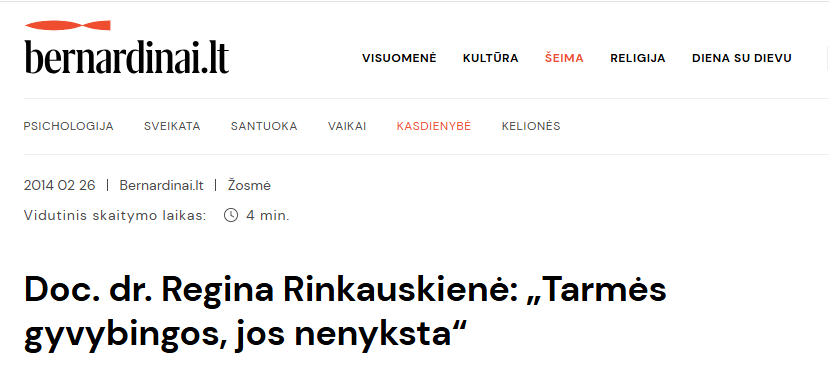 bernardinai.lt
VISUOMENĖ KULTŪRA ŠEIMA RELIGIJA DIENA SU DIEVU
PSICHOLOGIJA SVEIKATA SANTUOKA VAIKAI KASDIENYBĖ KELIONĖS
2014 02 26 | Bernardinai.lt | Žosmė
Vidutinis skaitymo laikas: 4 min.
Doc. dr. Regina Rinkauskienė: „Tarmės
gyvybingos, jos nenyksta“